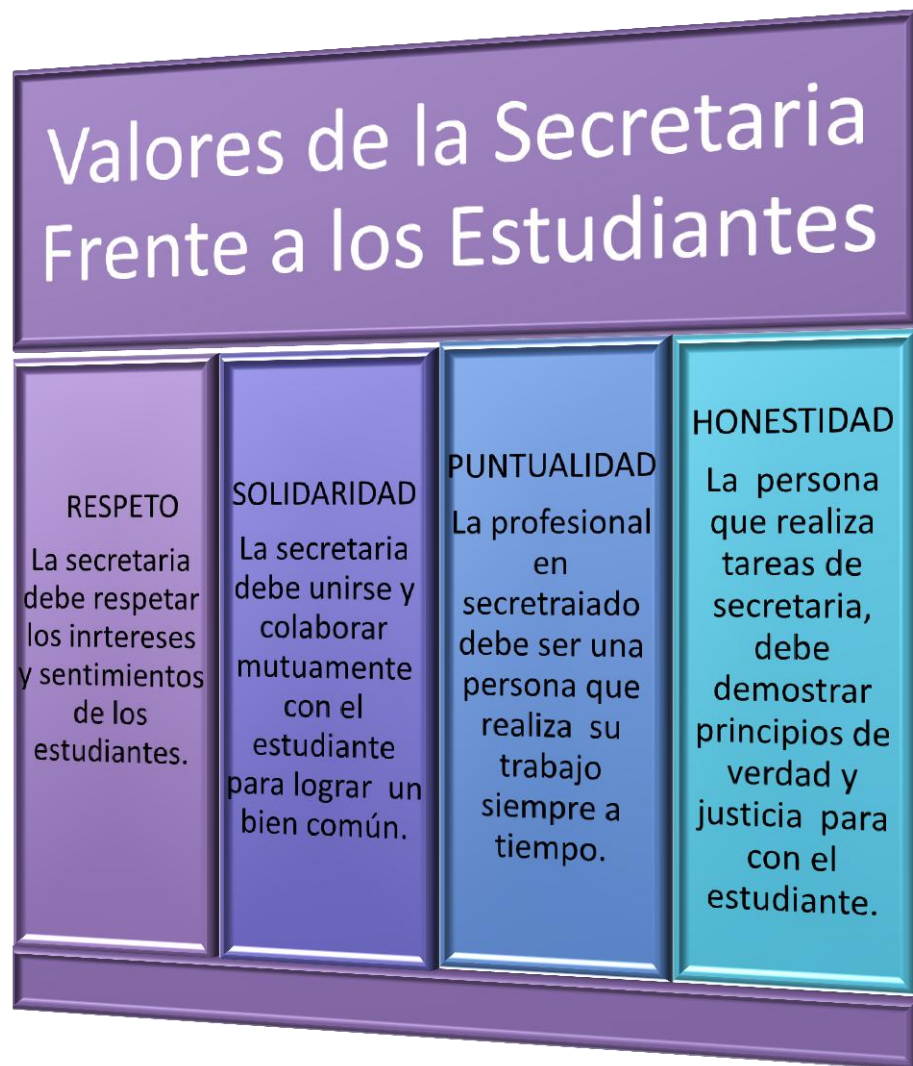 Valores de la Secretaria
Frente a los Estudiantes
RESPETO
La secretaria
debe respetar
los inrtereses
y sentimientos
de los
estudiantes.
SOLIDARIDAD
La secretaria
debe unirse y
colaborar
mutuamente
con el
estudiante
para lograr un
bien común.
PUNTUALIDAD
La profesional
en
secretraiado
debe ser una
persona que
realiza su
trabajo
siempre a
tiempo.
HONESTIDAD
La persona
que realiza
tareas de
secretaria,
debe
demostrar
principios de
verdad y
justicia para
con el
estudiante.